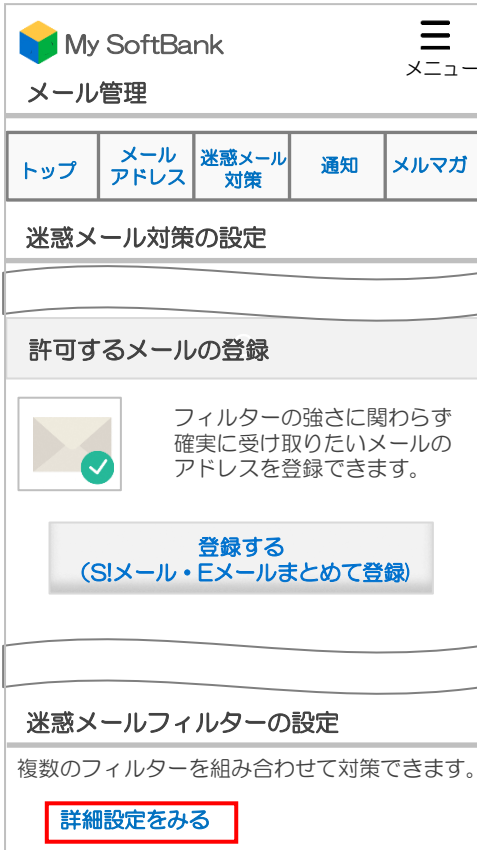 My SoftBank
メニュー
メール管理
トップ
メール
アドレス
迷惑メール
対策
通知
メルマガ
迷惑メール対策の設定
許可するメールの登録
フィルターの強さに関わらず
確実に受け取りたいメールの
アドレスを登録できます。
登録する
（S!メール・Eメールまとめて登録)
迷惑メールフィルターの設定
複数のフィルターを組み合わせて対策できます。
詳細設定をみる